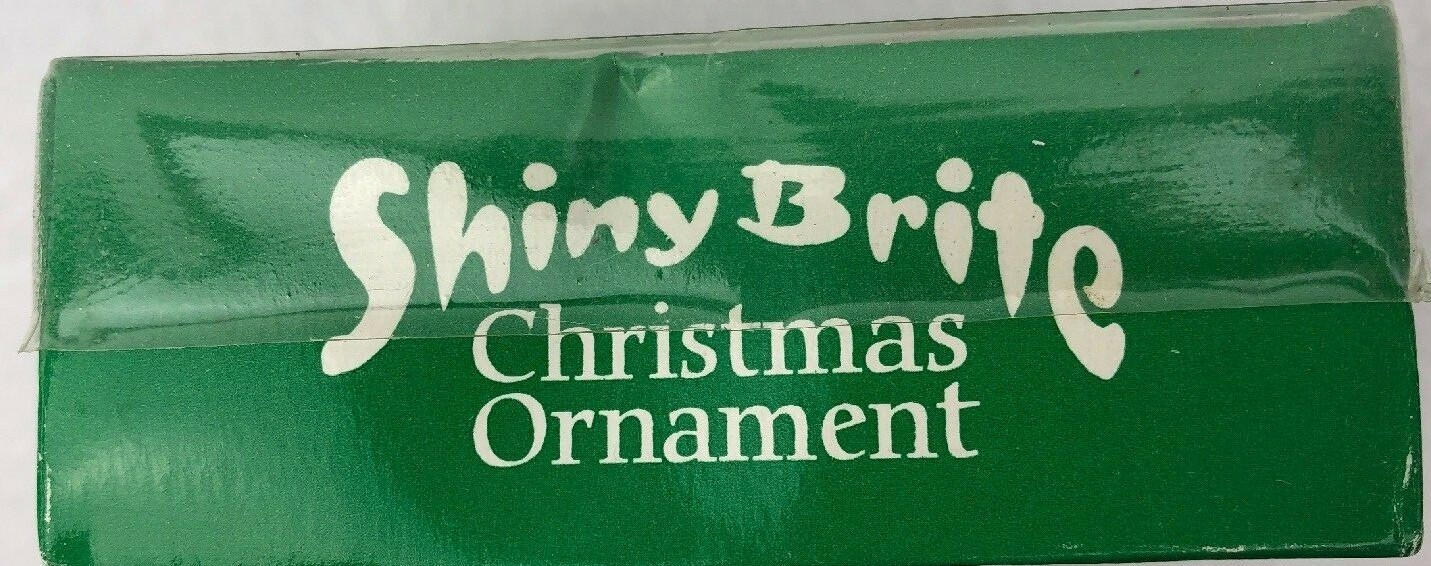 Shiny Brite
Christmas
Ornament